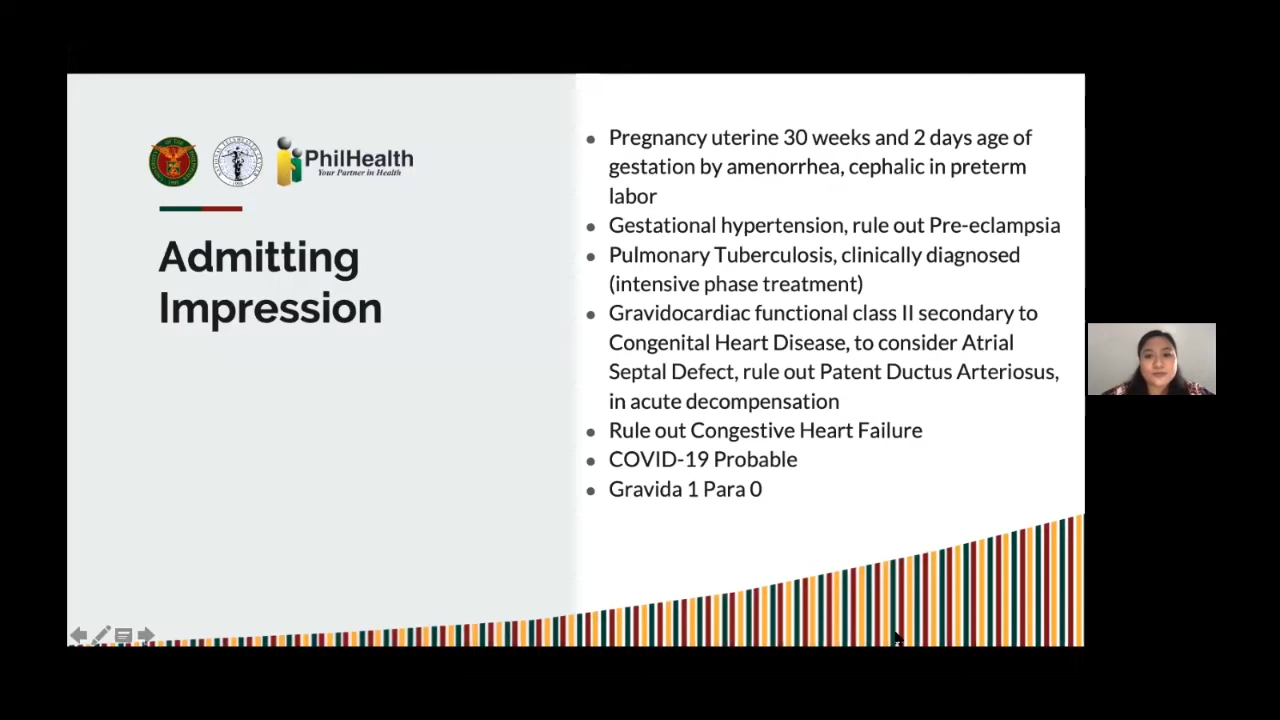 PhilHealth
Your Partner in Health
Admitting
Impression
• Pregnancy uterine 30 weeks and 2 days age of
gestation by amenorrhea, cephalic in preterm
labor
• Gestational hypertension, rule out Pre-eclampsia
• Pulmonary Tuberculosis, clinically diagnosed
(intensive phase treatment)
• Gravidocardiac functional class II secondary to
Congenital Heart Disease, to consider Atrial
Septal Defect, rule out Patent Ductus Arteriosus,
in acute decompensation
• Rule out Congestive Heart Failure
• COVID-19 Probable
• Gravida 1 Para 0